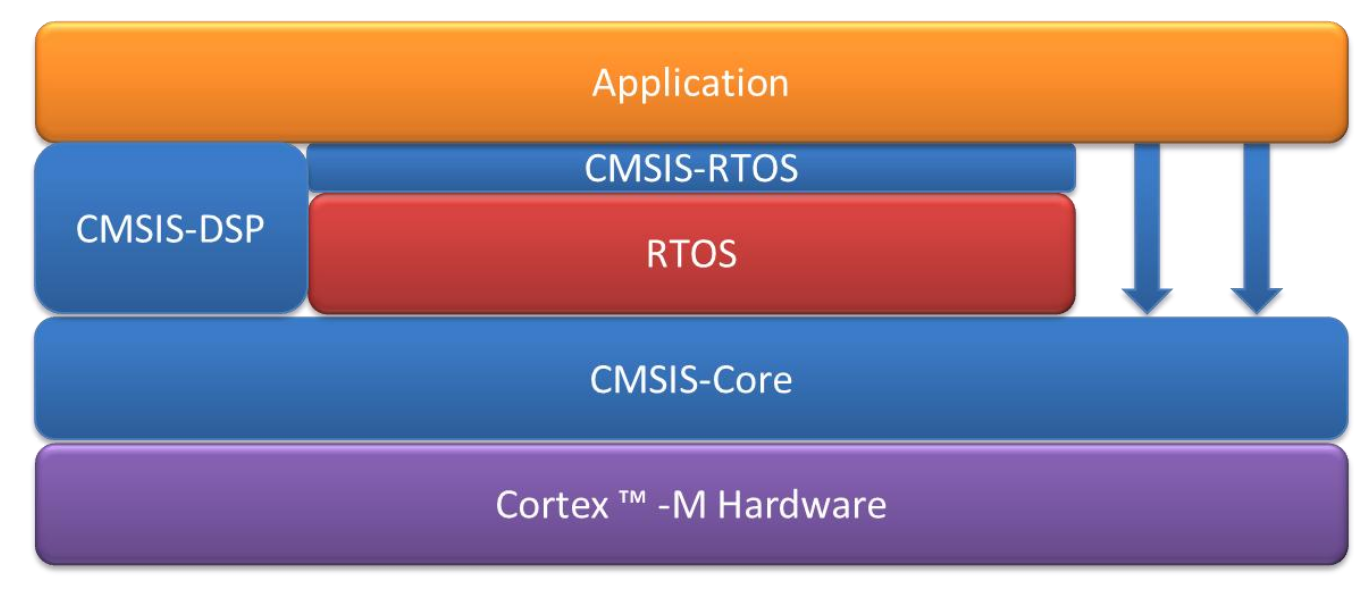 Application
CMSIS-RTOS
CMSIS-DSP
RTOS
CMSIS-Core
Cortex ™ -M Hardware